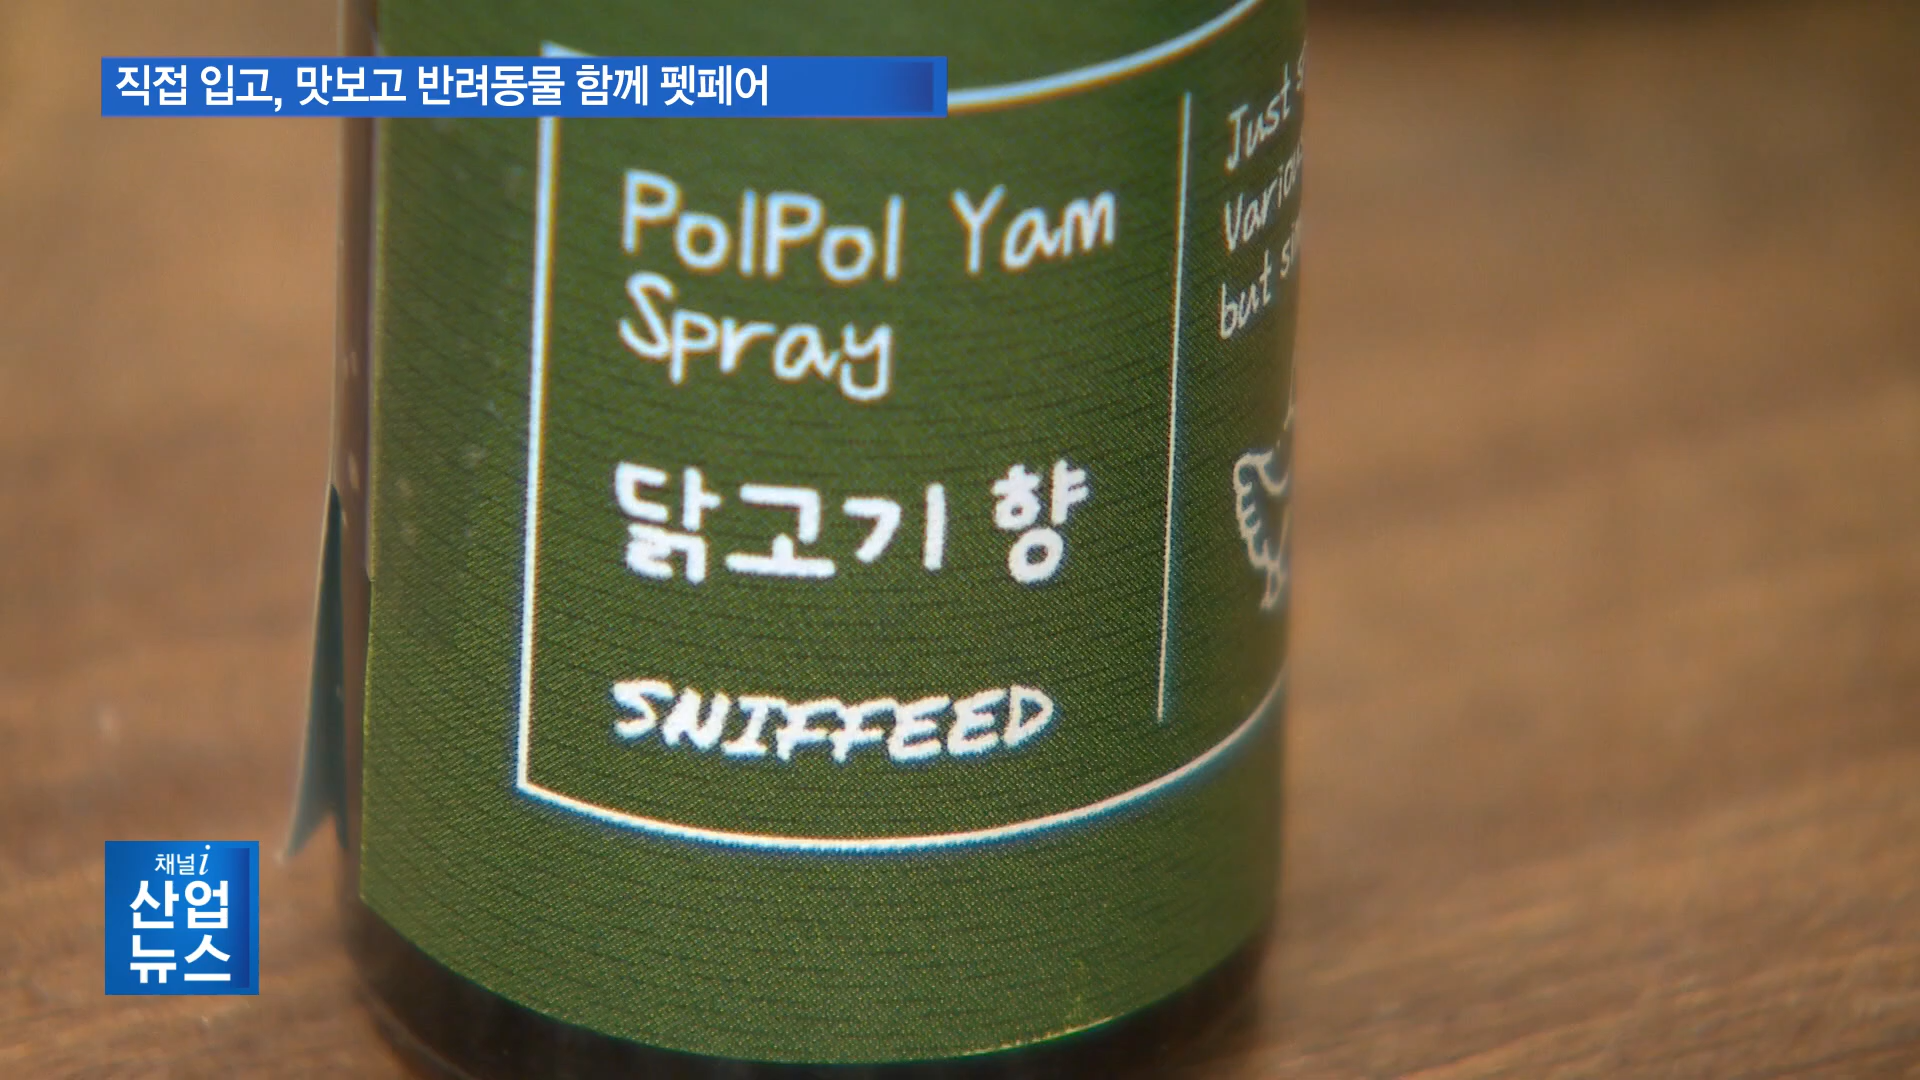 직접 입고, 맛보고 반려동물 함께 펫페어
PolPol Yam
Spray
닭고기 향
SNIFFEED
Just
but
채널i
산업
뉴스